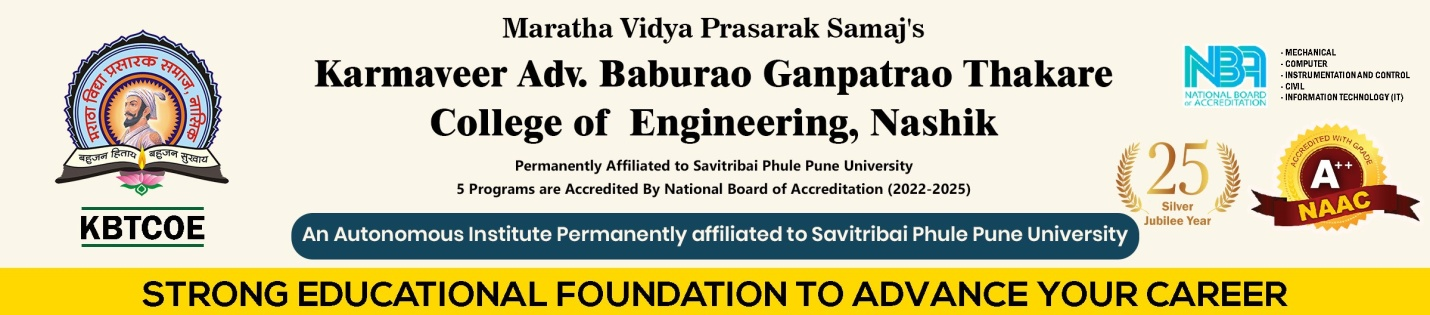 मराठा विद्या प्रसारक समाज, नाशिक
बहुजन हिताय बहुजन सुखाय
KBTCOE
Maratha Vidya Prasarak Samaj's
Karmaveer Adv. Baburao Ganpatrao Thakare
College of Engineering, Nashik
Permanently Affiliated to Savitribai Phule Pune University
5 Programs are Accredited By National Board of Accreditation (2022-2025)
An Autonomous Institute Permanently affiliated to Savitribai Phule Pune University
NBA
NATIONAL BOARD
of ACCREDITATION
- MECHANICAL
- COMPUTER
- INSTRUMENTATION AND CONTROL
- CIVIL
- INFORMATION TECHNOLOGY (IT)
25
Silver
Jubilee Year
ACCREDITED WITH GRADE
A++
NAAC
STRONG EDUCATIONAL FOUNDATION TO ADVANCE YOUR CAREER